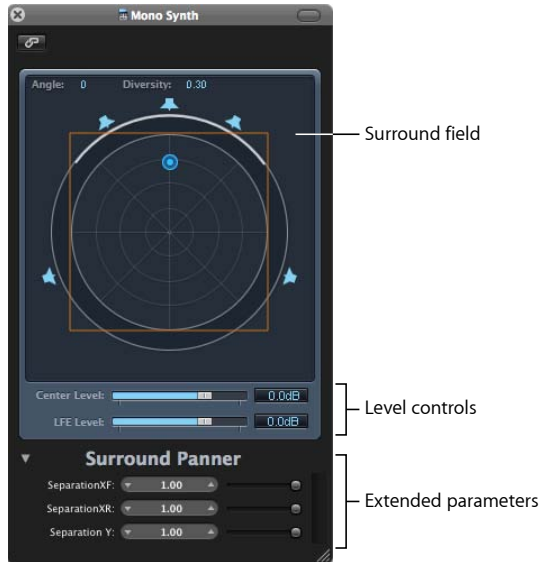 Mono Synth
Angle: 0 Diversity: 0.30
Surround field
Center Level: 0.0dB
Level controls
LFE Level: 0.0dB
Surround Panner
SeparationXF: 1.00
Extended parameters
SeparationXR: 1.00
Separation Y: 1.00